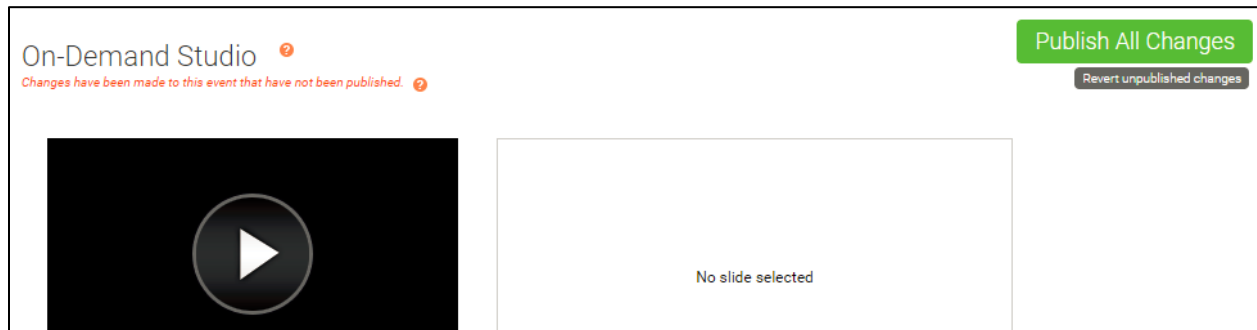 On-Demand Studio ?
Publish All Changes
Changes have been made to this event that have not been published. ?
Revert unpublished changes
No slide selected